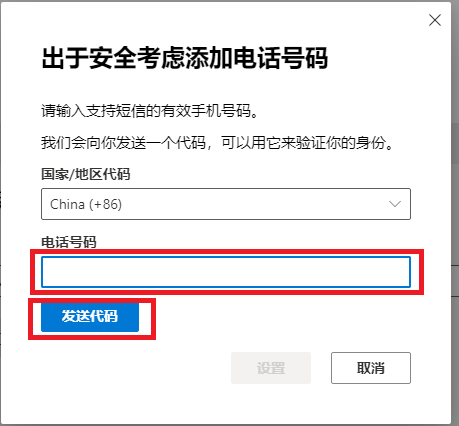 出于安全考虑添加电话号码
请输入支持短信的有效手机号码。
我们会向你发送一个代码，可以用它来验证你的身份。
国家/地区代码
China (+86)
电话号码
发送代码
设置
取消